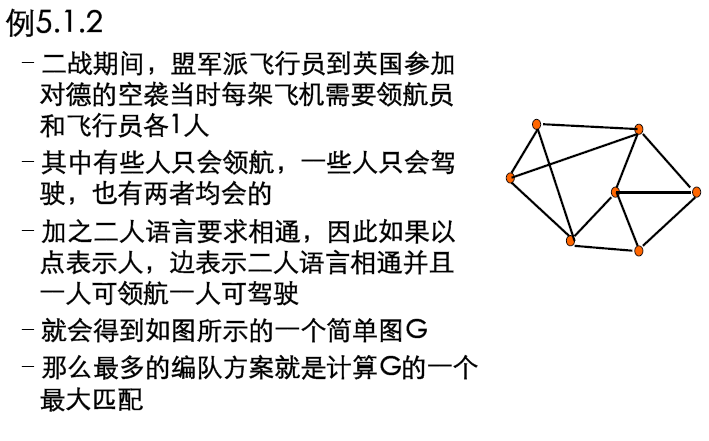 例5.1.2
– 二战期间，盟军派飞行员到英国参加
对德的空袭当时每架飞机需要领航员
和飞行员各1人
– 其中有些人只会领航，一些人只会驾
驶，也有两者均会的
– 加之二人语言要求相通，因此如果以
点表示人，边表示二人语言相通并且
一人可领航一人可驾驶
– 就会得到如图所示的一个简单图G
– 那么最多的编队方案就是计算G的一个
最大匹配